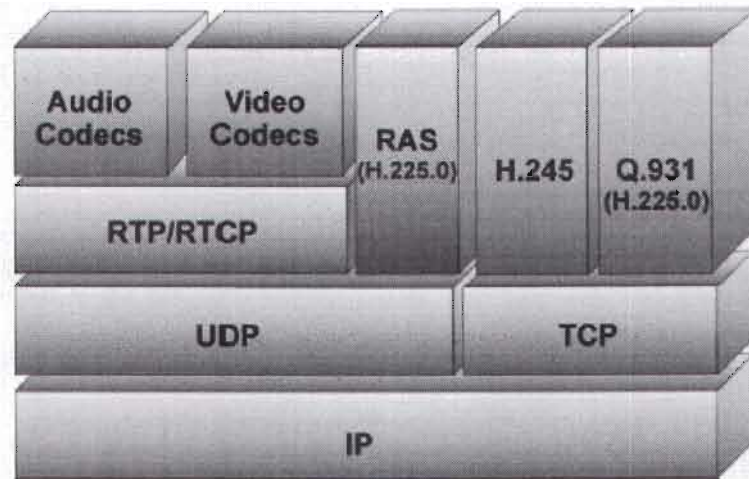 Audio
Codecs
Video
Codecs
RAS
(H.225.0)
H.245
Q.931
(H.225.0)
RTP/RTCP
UDP
TCP
IP